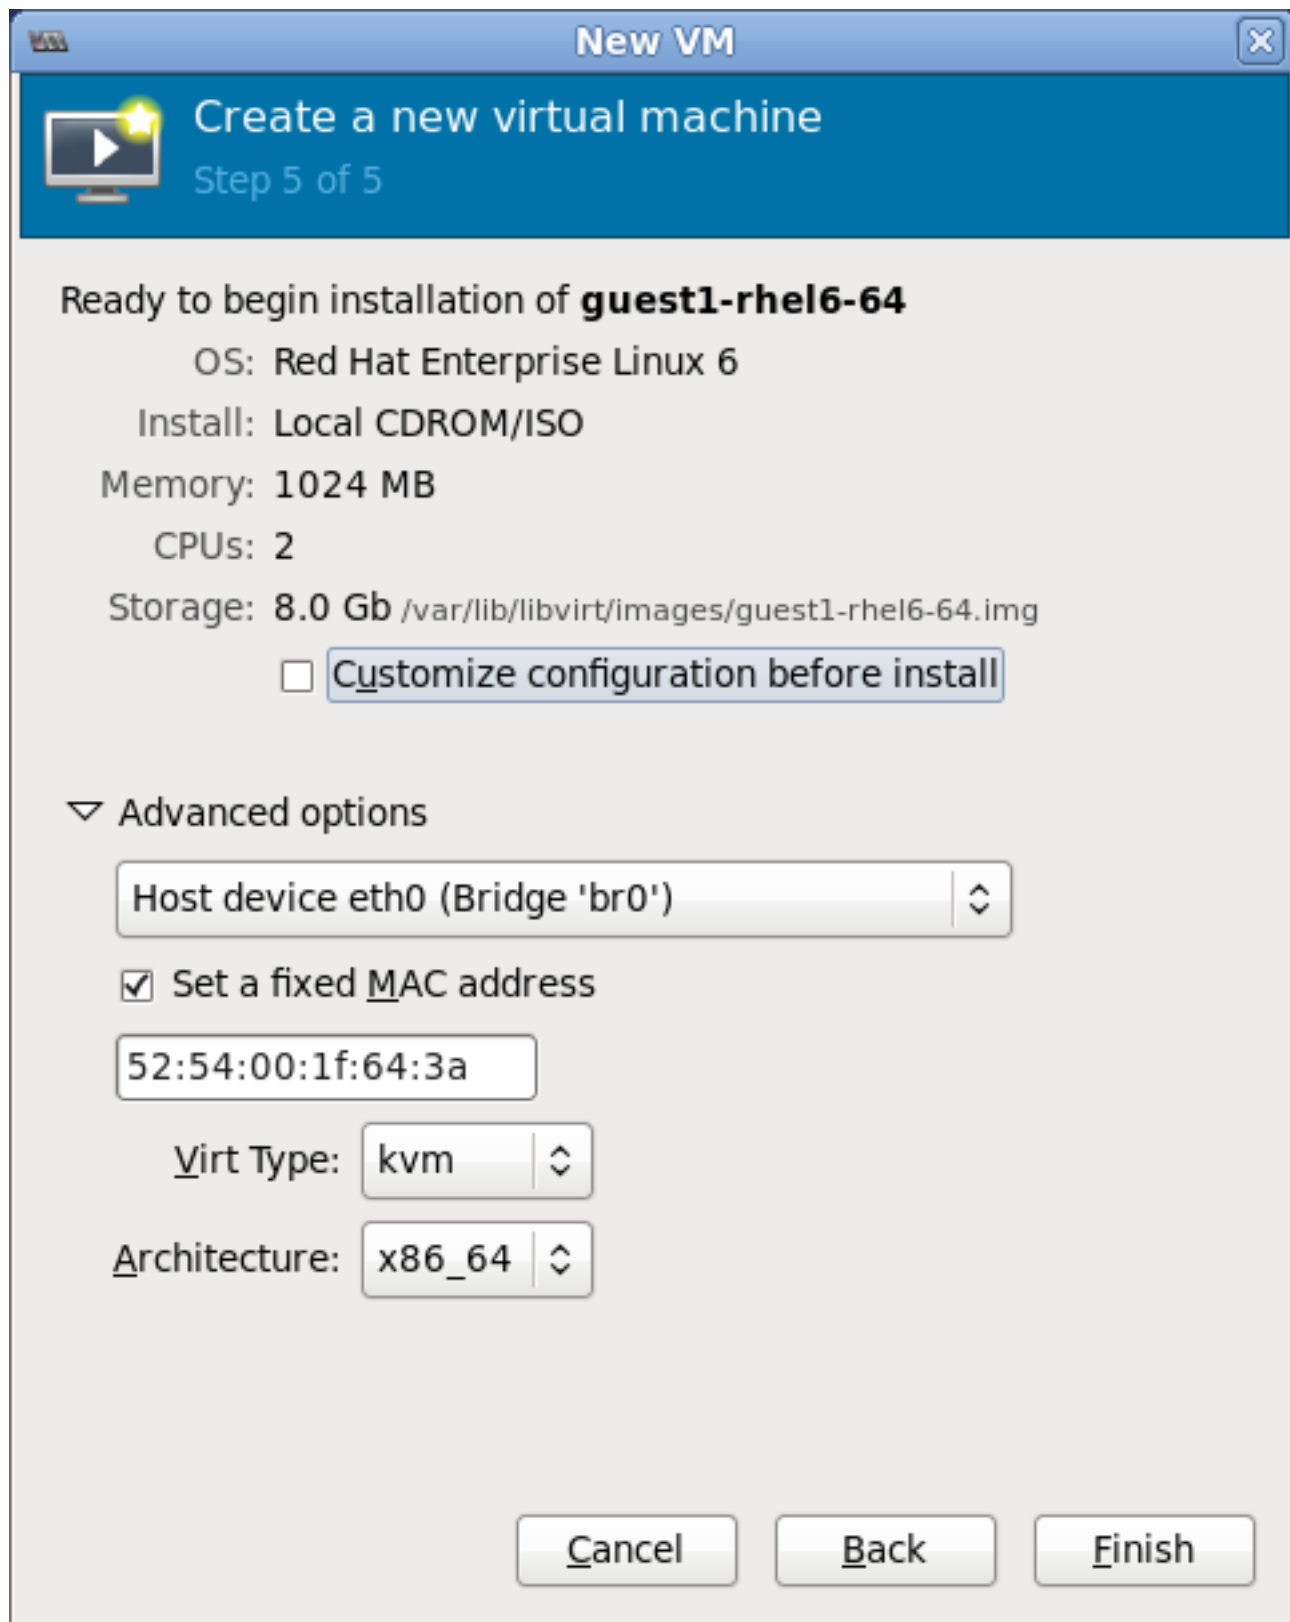 New VM
Create a new virtual machine
Step 5 of 5
Ready to begin installation of guest1-rhel6-64
OS: Red Hat Enterprise Linux 6
Install: Local CDROM/ISO
Memory: 1024 MB
CPUs: 2
Storage: 8.0 Gb /var/lib/libvirt/images/guest1-rhel6-64.img
Customize configuration before install
Advanced options
Host device eth0 (Bridge 'br0')
Set a fixed MAC address
52:54:00:1f:64:3a
Virt Type: kvm
Architecture: x86_64
Cancel Back Finish